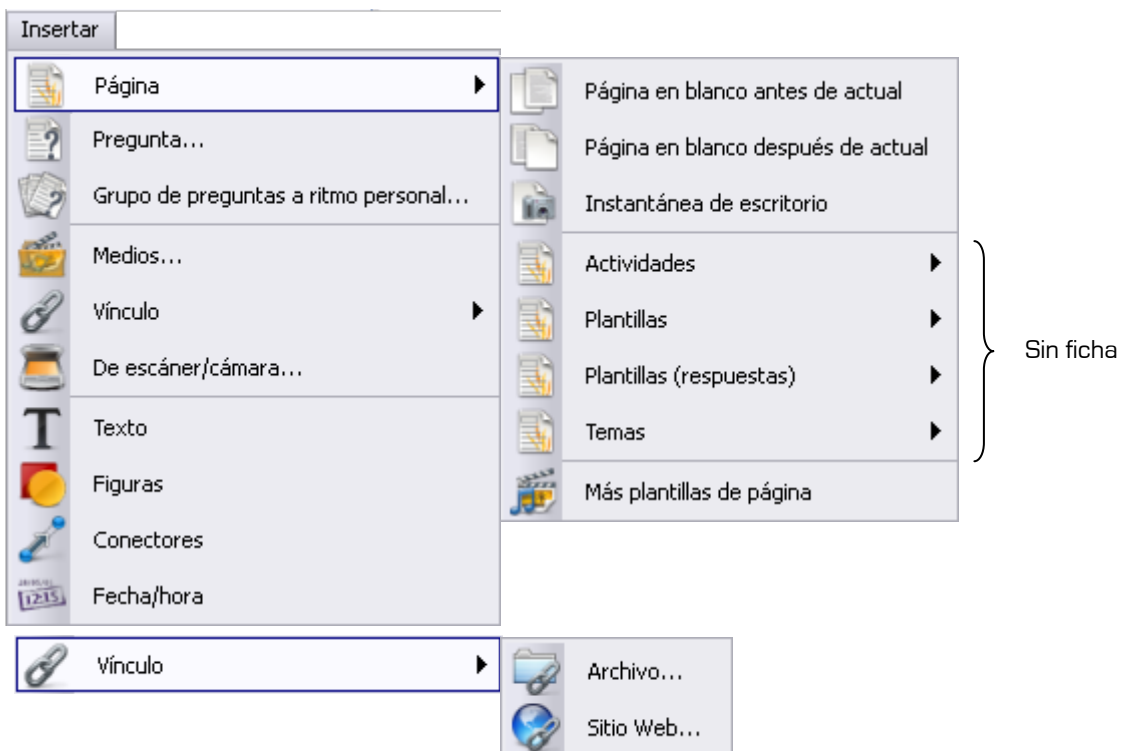 Insertar
Página
Pregunta...
Grupo de preguntas a ritmo personal...
Medios...
Vínculo
De escáner/cámara...
Texto
Figuras
Conectores
12:15
Fecha/hora
Página en blanco antes de actual
Página en blanco después de actual
Instantánea de escritorio
Actividades
Plantillas
Plantillas (respuestas)
Temas
Más plantillas de página
Sin ficha
Vínculo
Archivo...
Sitio Web...